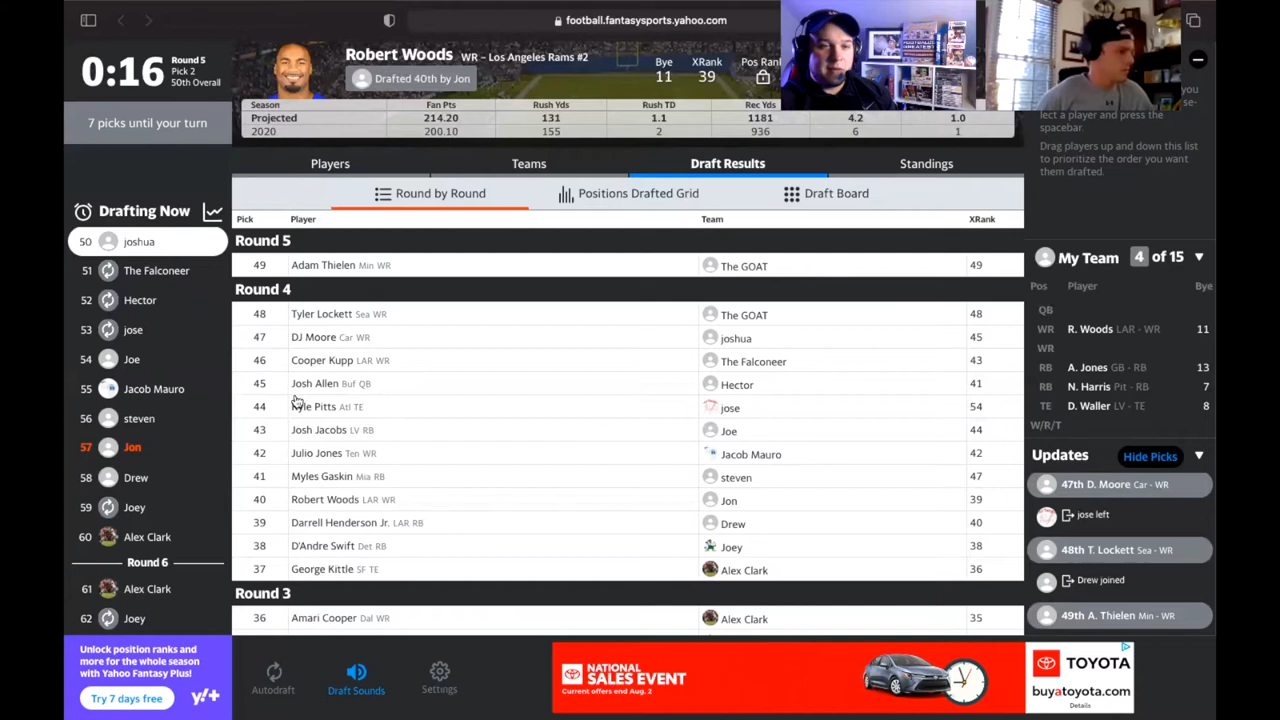 football.fantasysports.yahoo.com
0:16
Round 5
Pick 2
50th Overall
7 picks until your turn
Robert Woods WR – Los Angeles Rams #2
Drafted 40th by Jon
Bye 11
XRank 39
Pos Rank
Season Fan Pts Rush Yds Rush TD Rec Yds
Projected 214.20 131 1.1 1181 4.2 1.0
2020 200.10 155 2 936 6 1
you
lect a player and press the
spacebar.
Drag players up and down this list
to prioritize the order you want
them drafted.
Players Teams Draft Results Standings
Round by Round Positions Drafted Grid Draft Board
Pick Player Team XRank
Round 5
49 Adam Thielen Min WR The GOAT 49
Round 4
48 Tyler Lockett Sea WR The GOAT 48
47 DJ Moore Car WR joshua 45
46 Cooper Kupp LAR WR The Falconeer 43
45 Josh Allen Buf QB Hector 41
44 Kyle Pitts Atl TE jose 54
43 Josh Jacobs LV RB Joe 44
42 Julio Jones Ten WR Jacob Mauro 42
41 Myles Gaskin Mia RB steven 47
40 Robert Woods LAR WR Jon 39
39 Darrell Henderson Jr. LAR RB Drew 40
38 D'Andre Swift Det RB Joey 38
37 George Kittle SF TE Alex Clark 36
Round 3
36 Amari Cooper Dal WR Alex Clark 35
Drafting Now
50 joshua
51 The Falconeer
52 Hector
53 jose
54 Joe
55 Jacob Mauro
56 steven
57 Jon
58 Drew
59 Joey
60 Alex Clark
Round 6
61 Alex Clark
62 Joey
My Team 4 of 15
Pos Player Bye
QB
WR R. Woods LAR - WR 11
WR
RB A. Jones GB - RB 13
RB N. Harris Pit - RB 7
TE D. Waller LV - TE 8
W/R/T
Updates Hide Picks
47th D. Moore Car - WR
jose left
48th T. Lockett Sea - WR
Drew joined
49th A. Thielen Min - WR
Unlock position ranks and
more for the whole season
with Yahoo Fantasy Plus!
Try 7 days free
y!+
Autodraft Draft Sounds Settings
NATIONAL
SALES EVENT
Current offers end Aug. 2
TOYOTA
buyatoyota.com
Details